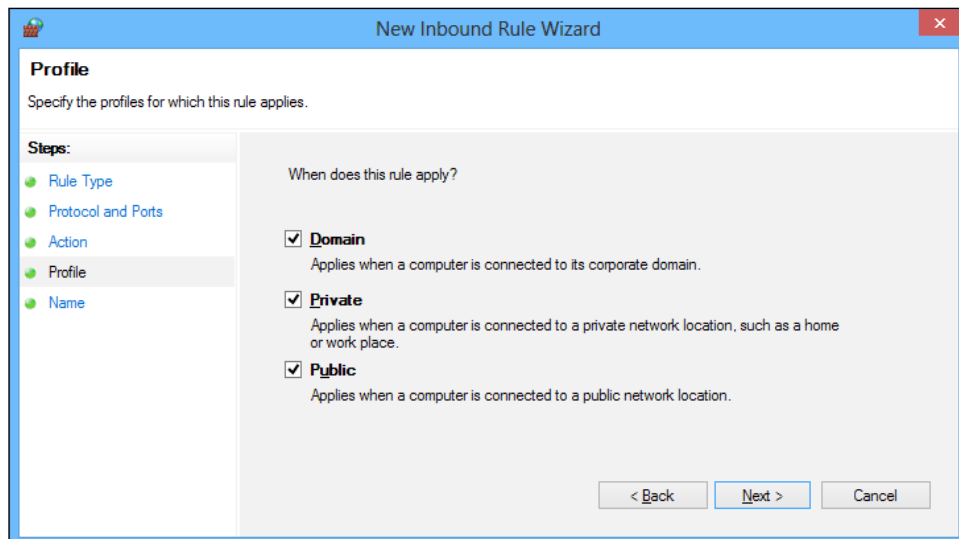 New Inbound Rule Wizard
Profile
Specify the profiles for which this rule applies.
Steps:
Rule Type
Protocol and Ports
Action
Profile
Name
When does this rule apply?
Domain
Applies when a computer is connected to its corporate domain.
Private
Applies when a computer is connected to a private network location, such as a home
or work place.
Public
Applies when a computer is connected to a public network location.
< Back
Next >
Cancel